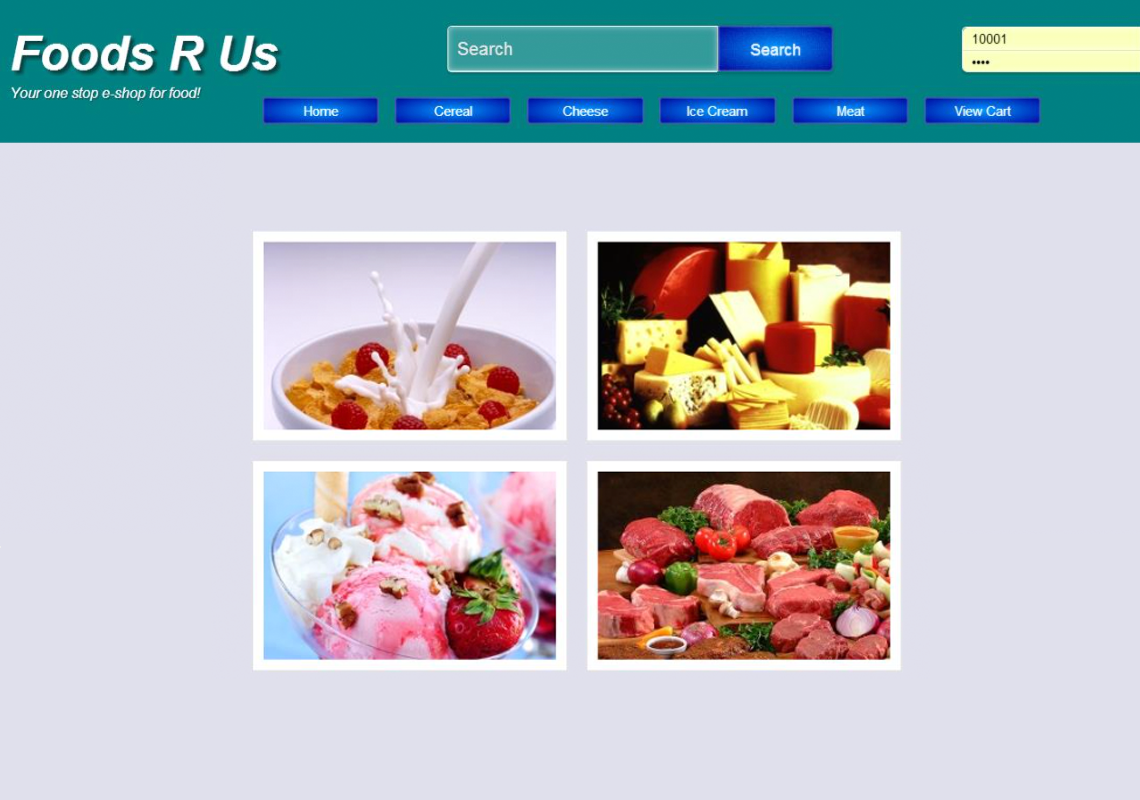 Foods R Us
Your one stop e-shop for food!
Search Search
10001
••••
Home Cereal Cheese Ice Cream Meat View Cart